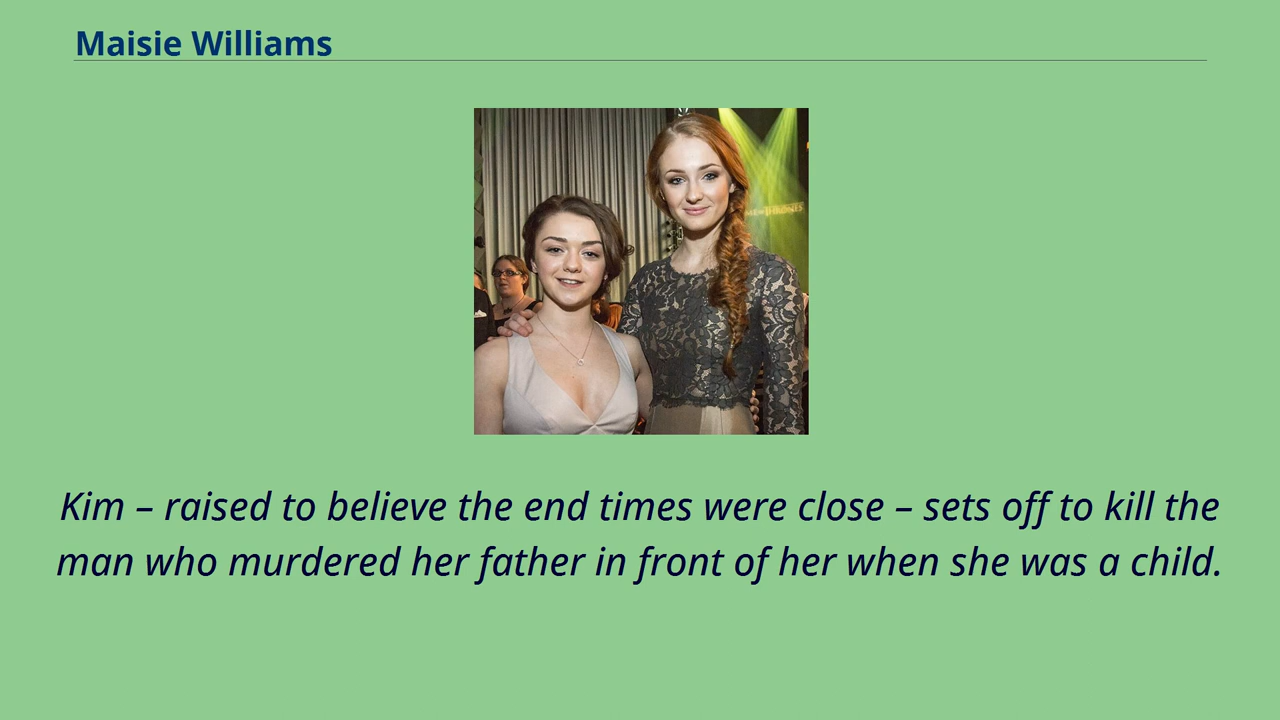 Maisie Williams
Kim – raised to believe the end times were close – sets off to kill the
man who murdered her father in front of her when she was a child.